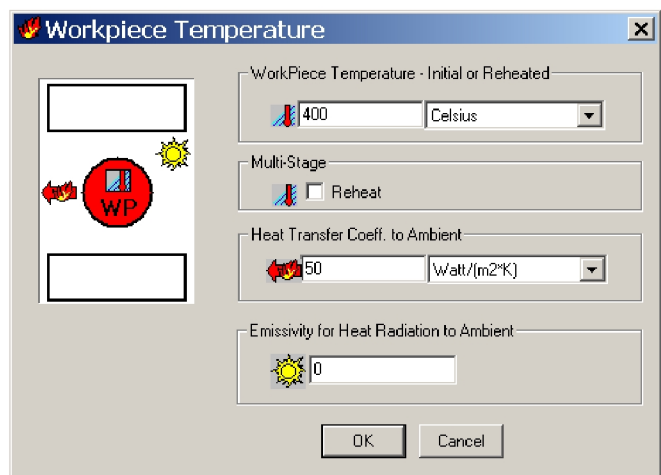 Workpiece Temperature
WorkPiece Temperature - Initial or Reheated
400 Celsius
Multi-Stage
Reheat
WP
Heat Transfer Coeff. to Ambient
50 Watt/(m2*K)
Emissivity for Heat Radiation to Ambient
0
OK Cancel